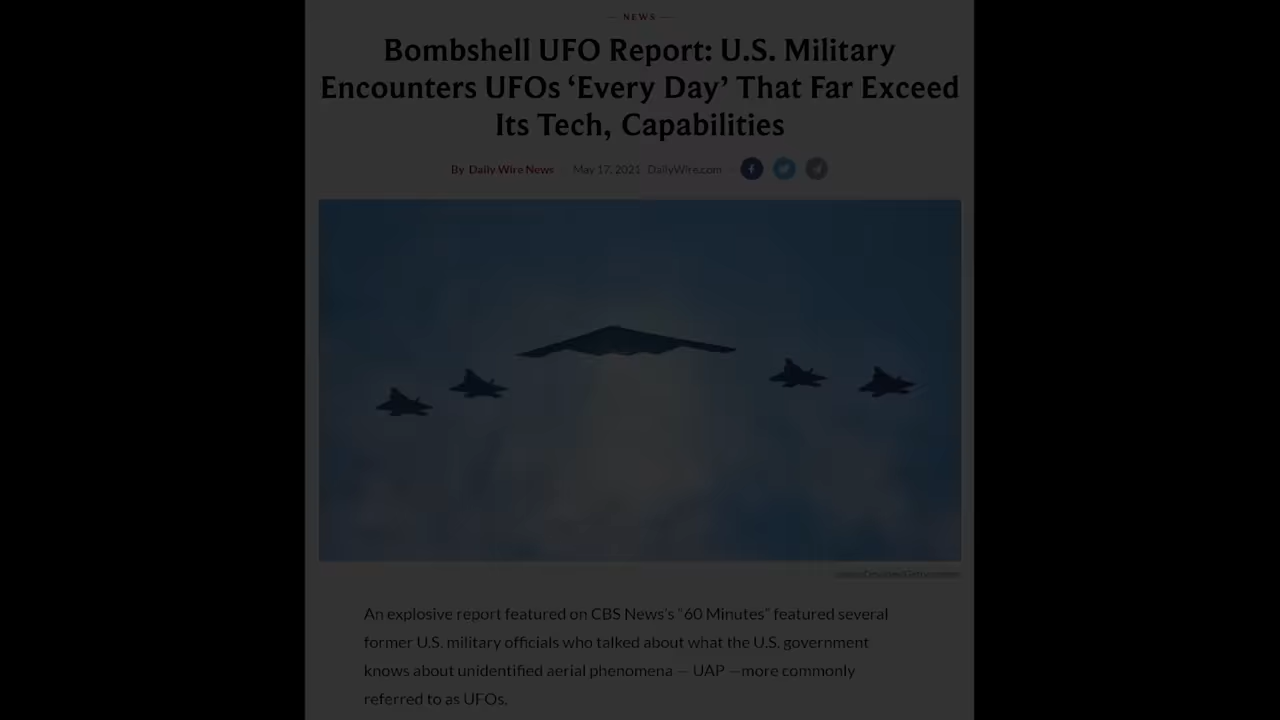 — NEWS —
Bombshell UFO Report: U.S. Military
Encounters UFOs ‘Every Day’ That Far Exceed
Its Tech, Capabilities
By Daily Wire News May 17, 2021 DailyWire.com
An explosive report featured on CBS News's "60 Minutes" featured several
former U.S. military officials who talked about what the U.S. government
knows about unidentified aerial phenomena — UAP —more commonly
referred to as UFOs.